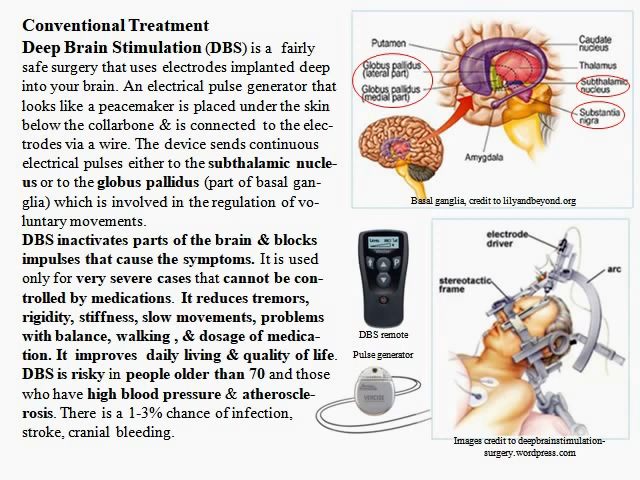 Conventional Treatment
Deep Brain Stimulation (DBS) is a fairly
safe surgery that uses electrodes implanted deep
into your brain. An electrical pulse generator that
looks like a peacemaker is placed under the skin
below the collarbone & is connected to the elec-
trodes via a wire. The device sends continuous
electrical pulses either to the subthalamic nucle-
us or to the globus pallidus (part of basal gan-
glia) which is involved in the regulation of vo-
luntary movements.
DBS inactivates parts of the brain & blocks
impulses that cause the symptoms. It is used
only for very severe cases that cannot be con-
trolled by medications. It reduces tremors,
rigidity, stiffness, slow movements, problems
with balance, walking , & dosage of medica-
tion. It improves daily living & quality of life.
DBS is risky in people older than 70 and those
who have high blood pressure & atheroscle-
rosis. There is a 1-3% chance of infection,
stroke, cranial bleeding.
Putamen
Globus pallidus
(lateral part)
Globus pallidus
(medial part)
Caudate
nucleus
Thalamus
Subthalamic
nucleus
Substantia
nigra
Amygdala
Basal ganglia, credit to lilyandbeyond.org
DBS remote
Pulse generator
electrode
driver
arc
stereotactic
frame
Images credit to deepbrainstimulation-
surgery.wordpress.com